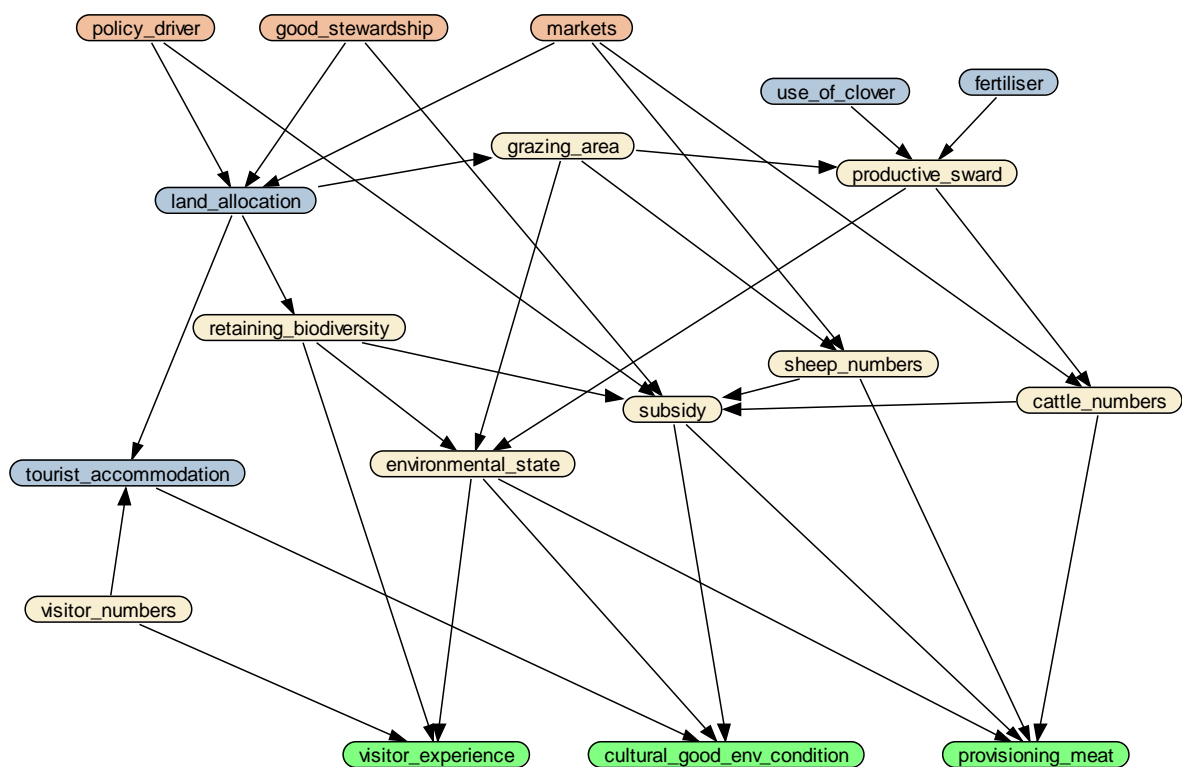 policy_driver
good_stewardship
markets
use_of_clover
fertiliser
grazing_area
productive_sward
land_allocation
retaining_biodiversity
sheep_numbers
subsidy
cattle_numbers
tourist_accommodation
environmental_state
visitor_numbers
visitor_experience
cultural_good_env_condition
provisioning_meat